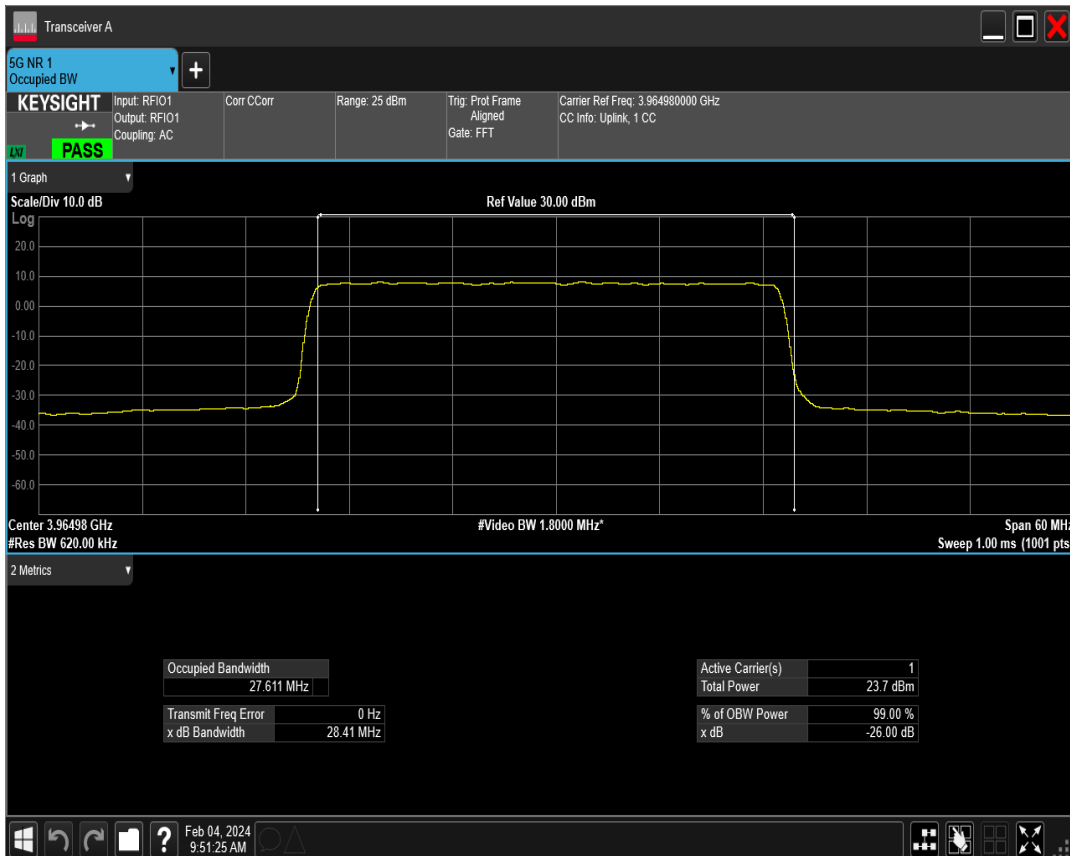 Transceiver A
5G NR 1
Occupied BW
+
KEYSIGHT
LXI
PASS
Input: RFIO1
Output: RFIO1
Coupling: AC
Corr CCorr
Range: 25 dBm
Trig: Prot Frame
Aligned
Gate: FFT
Carrier Ref Freq: 3.964980000 GHz
CC Info: Uplink, 1 CC
1 Graph
Scale/Div 10.0 dB
Ref Value 30.00 dBm
Log
20.0
10.0
0.00
-10.0
-20.0
-30.0
-40.0
-50.0
-60.0
Center 3.96498 GHz
#Video BW 1.8000 MHz*
Span 60 MHz
#Res BW 620.00 kHz
Sweep 1.00 ms (1001 pts
2 Metrics
Occupied Bandwidth
27.611 MHz
Transmit Freq Error 0 Hz
x dB Bandwidth 28.41 MHz
Active Carrier(s) 1
Total Power 23.7 dBm
% of OBW Power 99.00 %
x dB -26.00 dB
?
Feb 04, 2024
9:51:25 AM